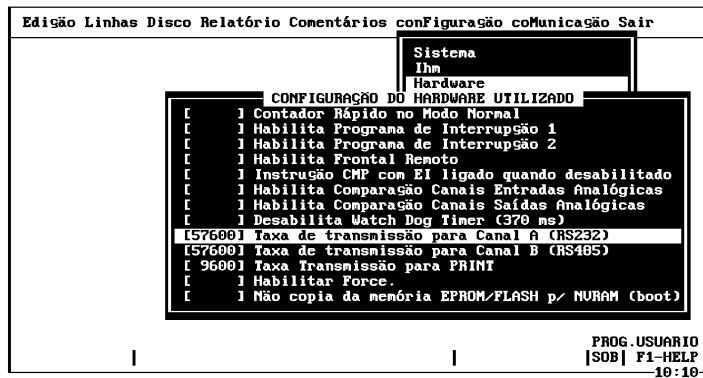 Edição Linhas Disco Relatório Comentários conFiguração coMunicação Sair
Sistema
Ihm
Hardware
CONFIGURAÇÃO DO HARDWARE UTILIZADO
[ ] Contador Rápido no Modo Normal
[ ] Habilita Programa de Interrupção 1
[ ] Habilita Programa de Interrupção 2
[ ] Habilita Frontal Remoto
[ ] Instrução CMP com EI ligado quando desabilitado
[ ] Habilita Comparação Canais Entradas Analógicas
[ ] Habilita Comparação Canais Saídas Analógicas
[ ] Desabilita Watch Dog Timer (370 ms)
[57600] Taxa de transmissão para Canal A (RS232)
[57600] Taxa de transmissão para Canal B (RS485)
[ 9600] Taxa Transmissão para PRINT
[ ] Habilitar Force.
[ ] Não copia da memória EPROM/FLASH p/ NVRAM (boot)
PROG.USUARIO
|SOB| F1-HELP
10:10